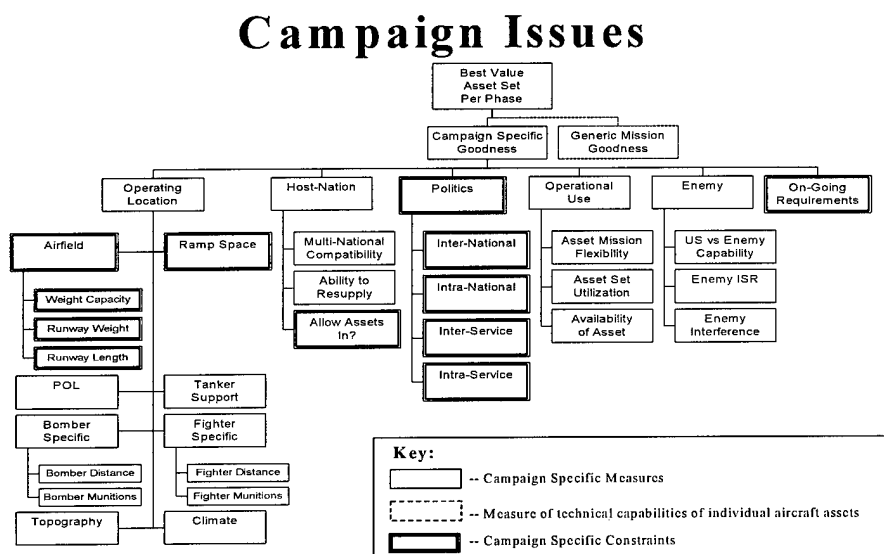 Campaign Issues
Best Value
Asset Set
Per Phase
Campaign Specific
Goodness
Generic Mission
Goodness
Operating
Location
Host-Nation
Politics
Operational
Use
Enemy
On-Going
Requirements
Airfield
Ramp Space
Weight Capacity
Runway Weight
Runway Length
POL
Tanker
Support
Bomber
Specific
Fighter
Specific
Bomber Distance
Bomber Munitions
Fighter Distance
Fighter Munitions
Topography
Climate
Multi-National
Compatibility
Ability to
Resupply
Allow Assets
In?
Inter-National
Intra-National
Inter-Service
Intra-Service
Asset Mission
Flexibility
Asset Set
Utilization
Availability
of Asset
US vs Enemy
Capability
Enemy ISR
Enemy
Interference
Key:
-- Campaign Specific Measures
-- Measure of technical capabilities of individual aircraft assets
-- Campaign Specific Constraints